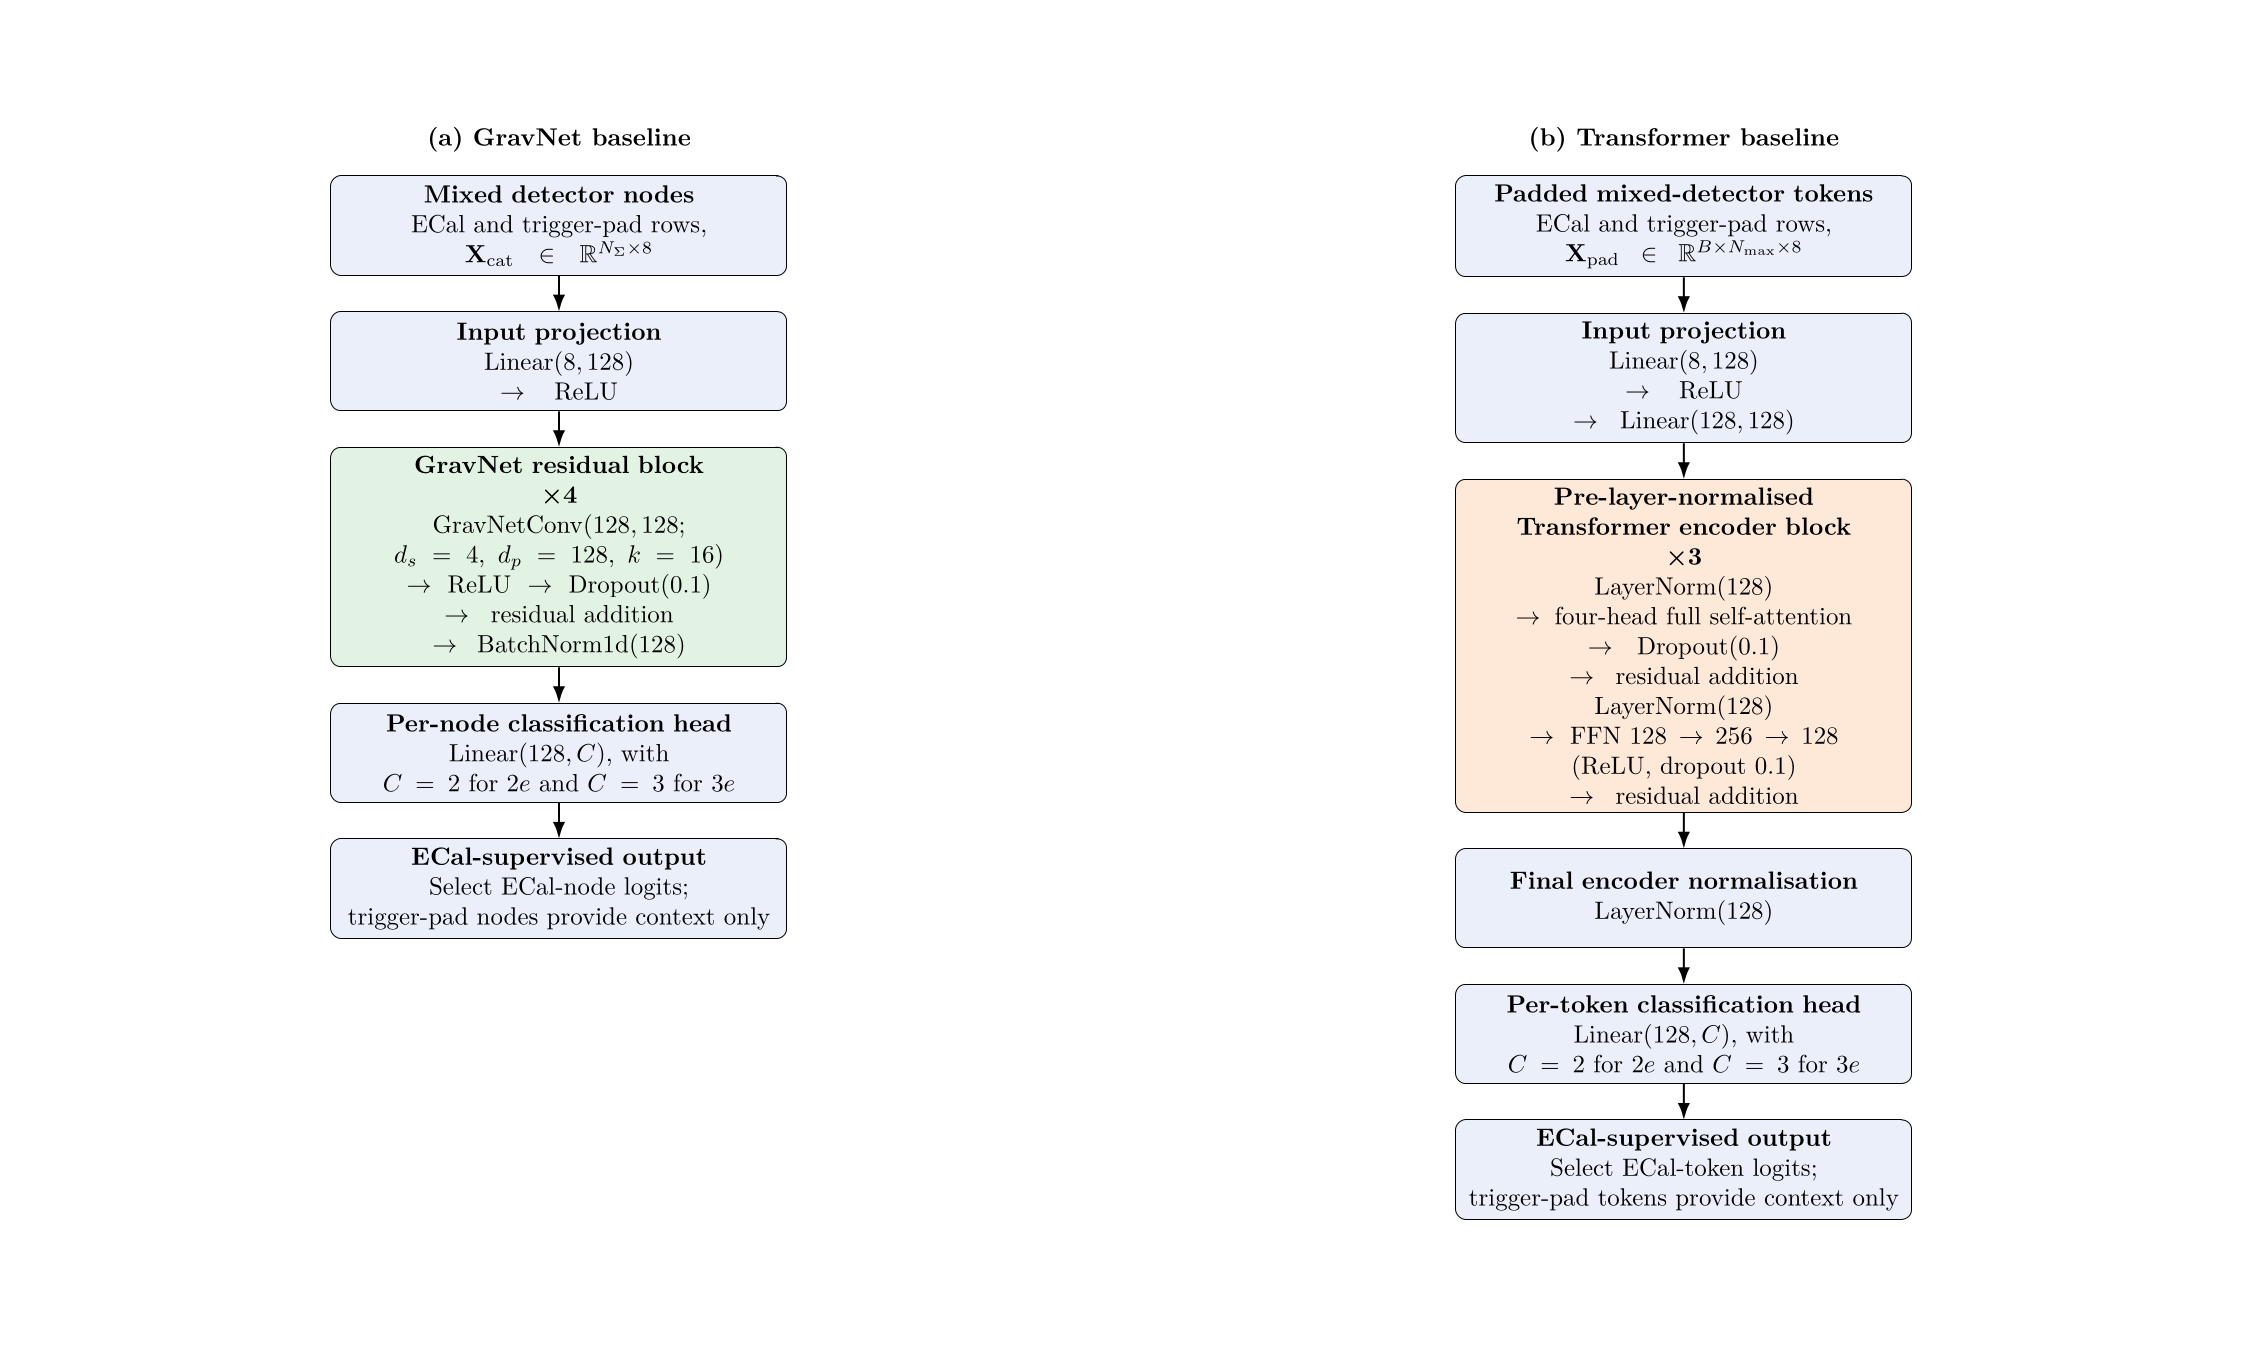 (a) GravNet baseline
Mixed detector nodes
ECal and trigger-pad rows,
X_cat ∈ ℝ^{N_Σ×8}
Input projection
Linear(8, 128)
→ ReLU
GravNet residual block
×4
GravNetConv(128, 128;
d_s = 4, d_p = 128, k = 16)
→ ReLU → Dropout(0.1)
→ residual addition
→ BatchNorm1d(128)
Per-node classification head
Linear(128, C), with
C = 2 for 2e and C = 3 for 3e
ECal-supervised output
Select ECal-node logits;
trigger-pad nodes provide context only
(b) Transformer baseline
Padded mixed-detector tokens
ECal and trigger-pad rows,
X_pad ∈ ℝ^{B×N_max×8}
Input projection
Linear(8, 128)
→ ReLU
→ Linear(128, 128)
Pre-layer-normalised
Transformer encoder block
×3
LayerNorm(128)
→ four-head full self-attention
→ Dropout(0.1)
→ residual addition
LayerNorm(128)
→ FFN 128 → 256 → 128
(ReLU, dropout 0.1)
→ residual addition
Final encoder normalisation
LayerNorm(128)
Per-token classification head
Linear(128, C), with
C = 2 for 2e and C = 3 for 3e
ECal-supervised output
Select ECal-token logits;
trigger-pad tokens provide context only